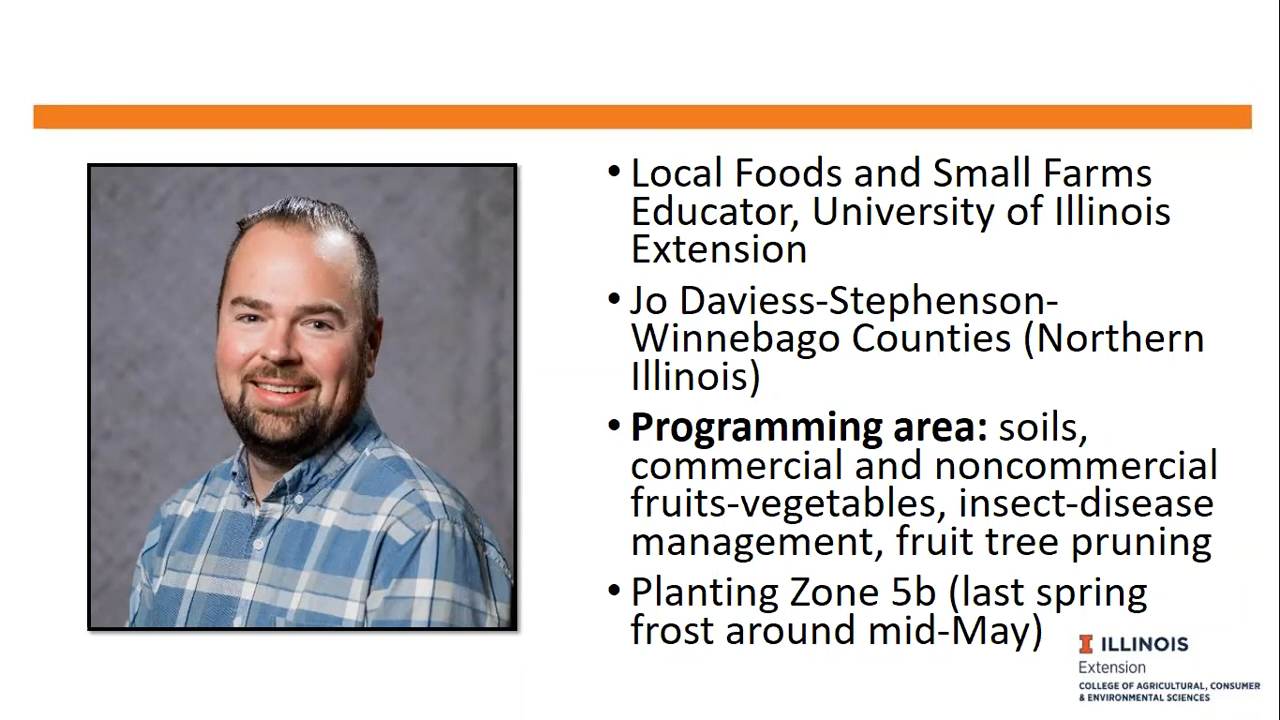 • Local Foods and Small Farms
Educator, University of Illinois
Extension
• Jo Daviess-Stephenson-
Winnebago Counties (Northern
Illinois)
• Programming area: soils,
commercial and noncommercial
fruits-vegetables, insect-disease
management, fruit tree pruning
• Planting Zone 5b (last spring
frost around mid-May)
I ILLINOIS
Extension
COLLEGE OF AGRICULTURAL, CONSUMER
& ENVIRONMENTAL SCIENCES